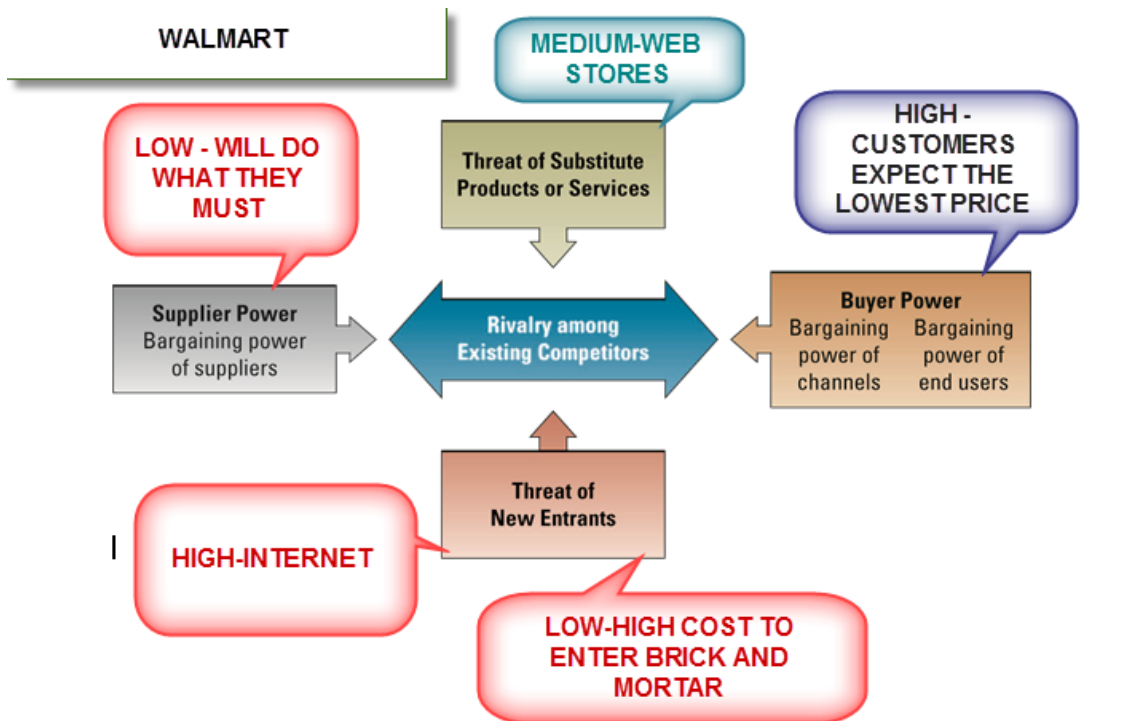 WALMART
MEDIUM-WEB
STORES
LOW - WILL DO
WHAT THEY
MUST
HIGH -
CUSTOMERS
EXPECT THE
LOWEST PRICE
Threat of Substitute
Products or Services
Supplier Power
Bargaining power
of suppliers
Rivalry among
Existing Competitors
Buyer Power
Bargaining
power of
channels
Bargaining
power of
end users
Threat of
New Entrants
HIGH-INTERNET
LOW-HIGH COST TO
ENTER BRICK AND
MORTAR